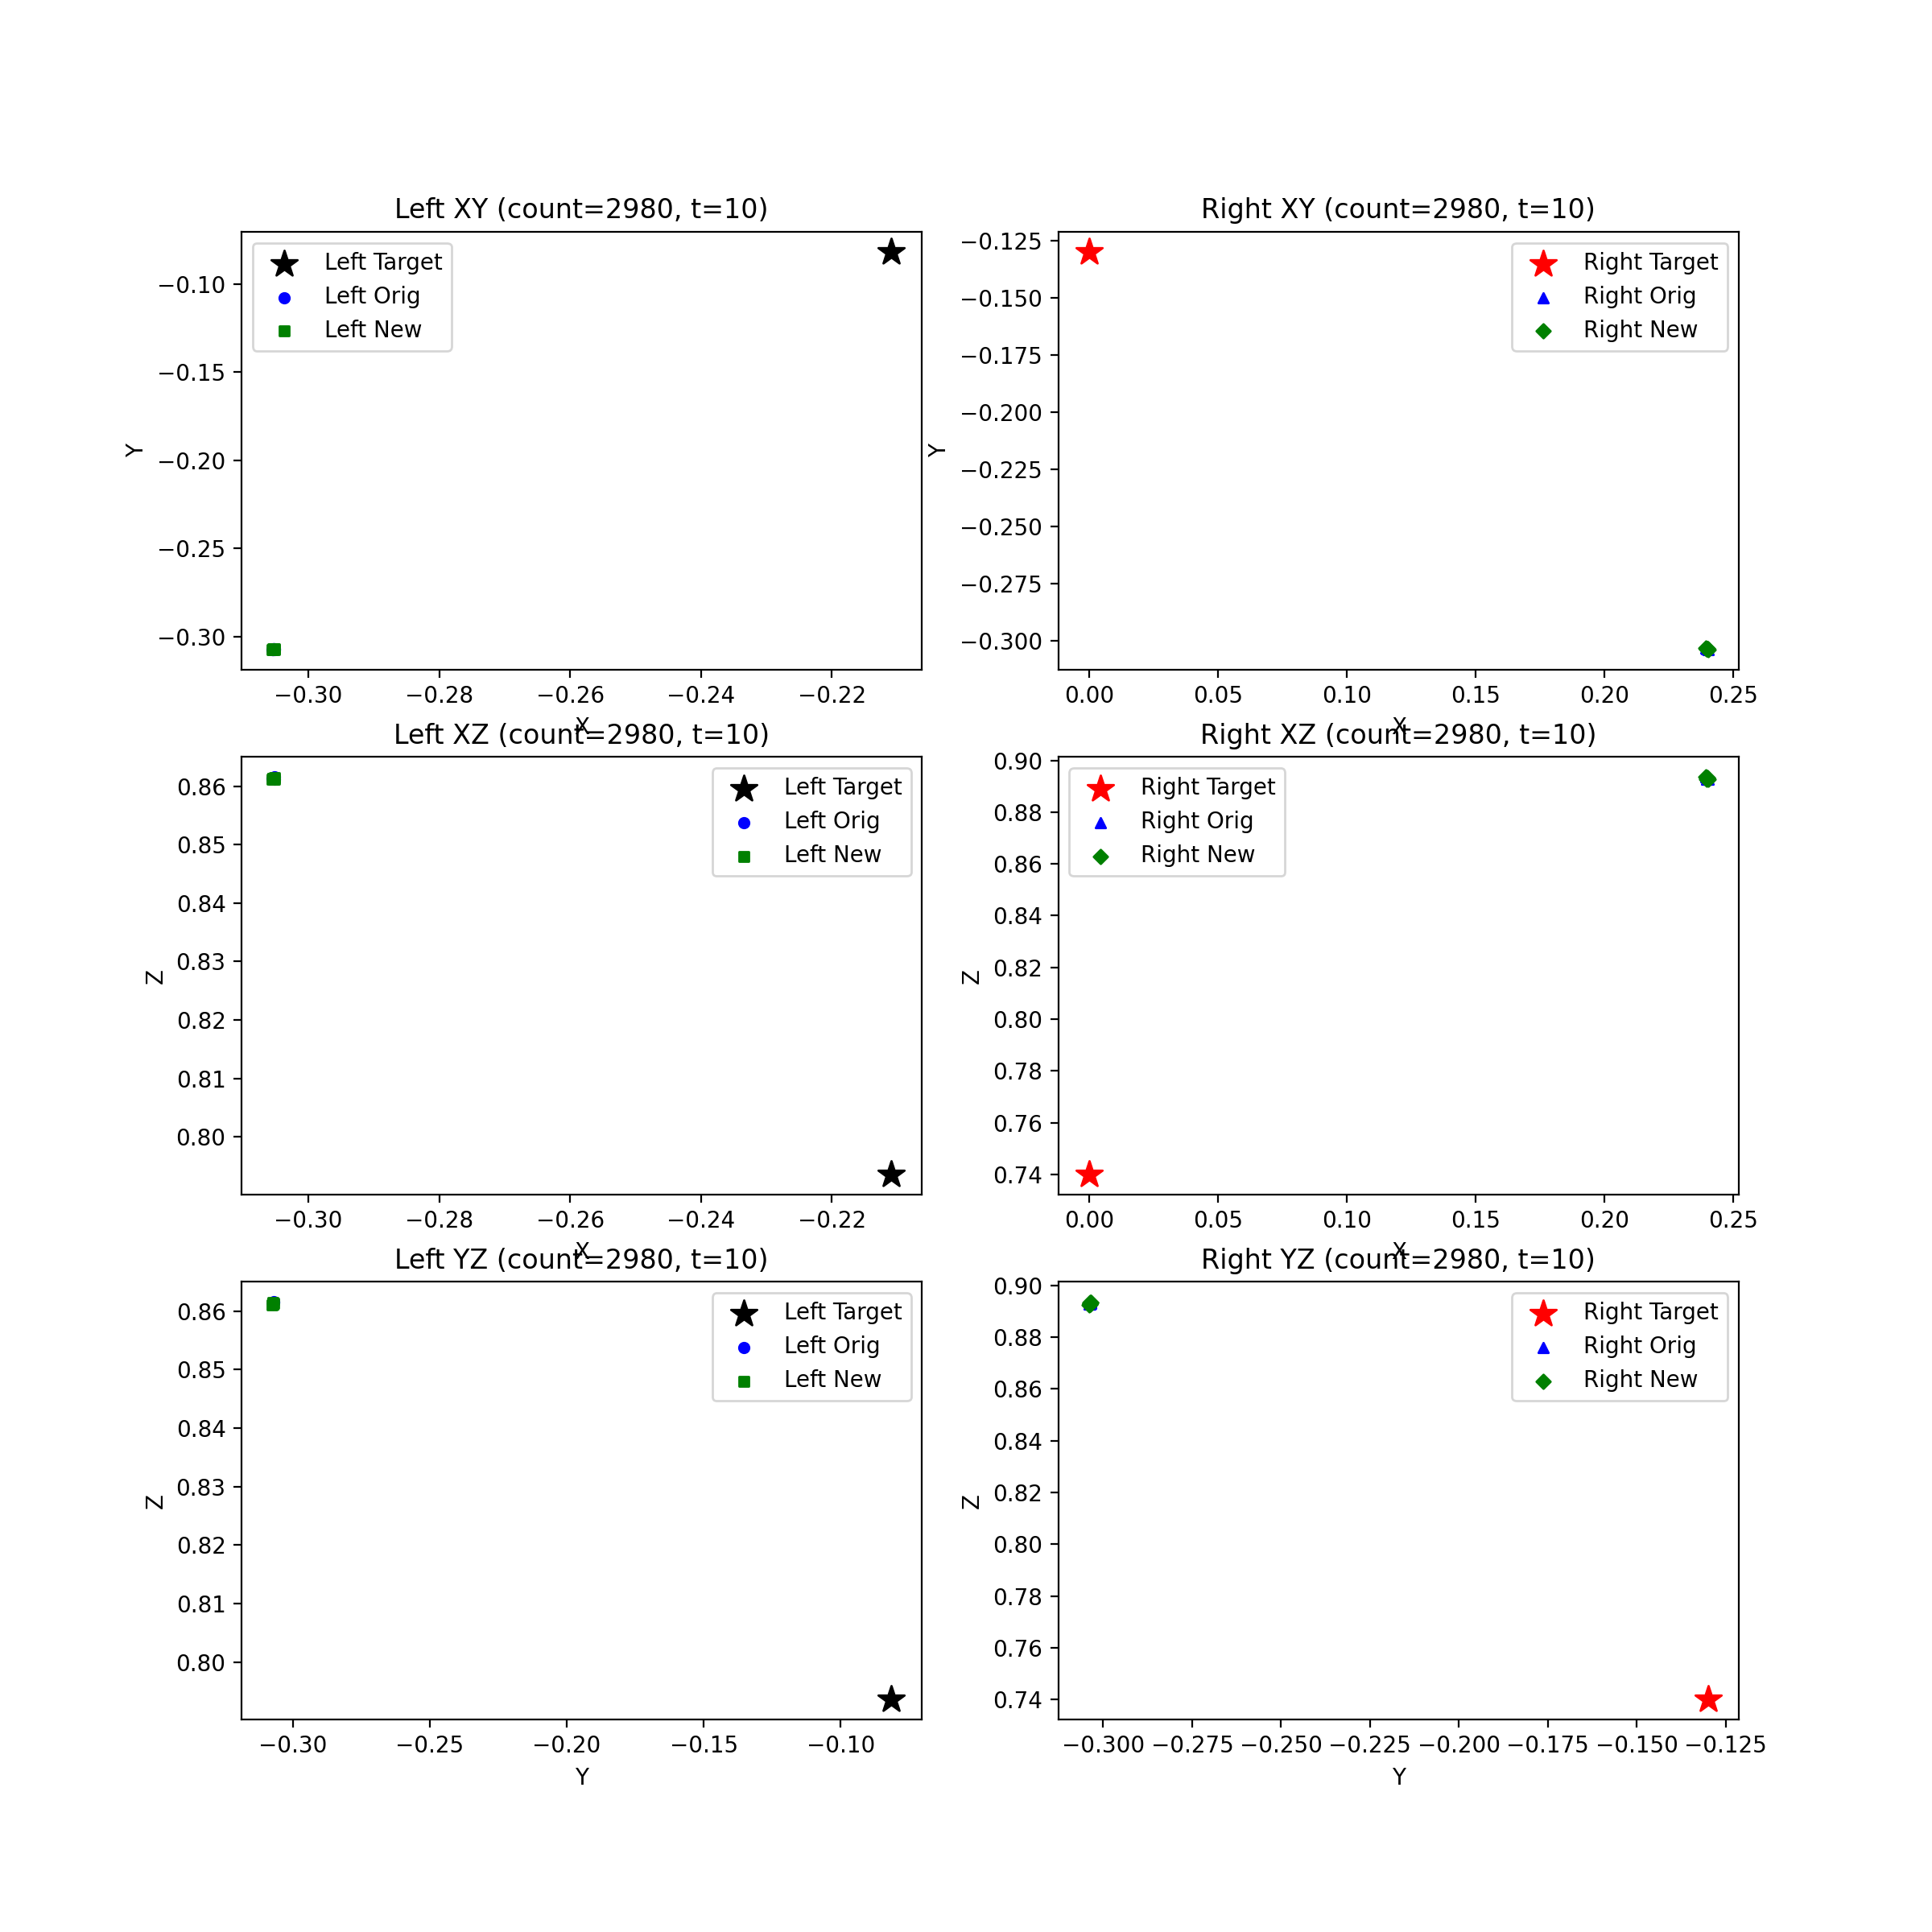 Left XY (count=2980, t=10)
Left Target
Left Orig
Left New
−0.10
−0.15
−0.20
−0.25
−0.30
Y
−0.30 −0.28 −0.26 −0.24 −0.22
X
Right XY (count=2980, t=10)
Right Target
Right Orig
Right New
−0.125
−0.150
−0.175
−0.200
−0.225
−0.250
−0.275
−0.300
Y
0.00 0.05 0.10 0.15 0.20 0.25
X
Left XZ (count=2980, t=10)
Left Target
Left Orig
Left New
0.86
0.85
0.84
0.83
0.82
0.81
0.80
Z
−0.30 −0.28 −0.26 −0.24 −0.22
X
Right XZ (count=2980, t=10)
Right Target
Right Orig
Right New
0.90
0.88
0.86
0.84
0.82
0.80
0.78
0.76
0.74
Z
0.00 0.05 0.10 0.15 0.20 0.25
X
Left YZ (count=2980, t=10)
Left Target
Left Orig
Left New
0.86
0.85
0.84
0.83
0.82
0.81
0.80
Z
−0.30 −0.25 −0.20 −0.15 −0.10
Y
Right YZ (count=2980, t=10)
Right Target
Right Orig
Right New
0.90
0.88
0.86
0.84
0.82
0.80
0.78
0.76
0.74
Z
−0.300 −0.275 −0.250 −0.225 −0.200 −0.175 −0.150 −0.125
Y